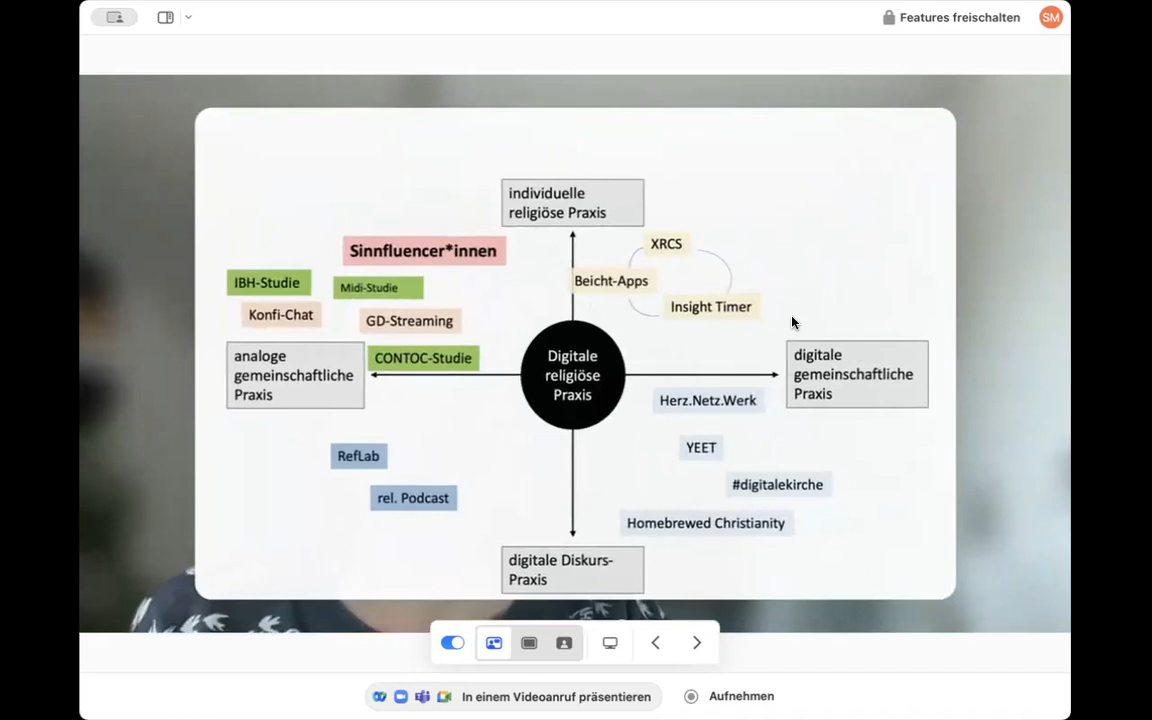 Features freischalten
SM
individuelle
religiöse Praxis
Sinnfluencer*innen
XRCS
IBH-Studie
Midi-Studie
Beicht-Apps
Konfi-Chat
GD-Streaming
Insight Timer
analoge
gemeinschaftliche
Praxis
CONTOC-Studie
Digitale
religiöse
Praxis
digitale
gemeinschaftliche
Praxis
Herz.Netz.Werk
RefLab
YEET
rel. Podcast
#digitalekirche
Homebrewed Christianity
digitale Diskurs-
Praxis
In einem Videoanruf präsentieren
Aufnehmen